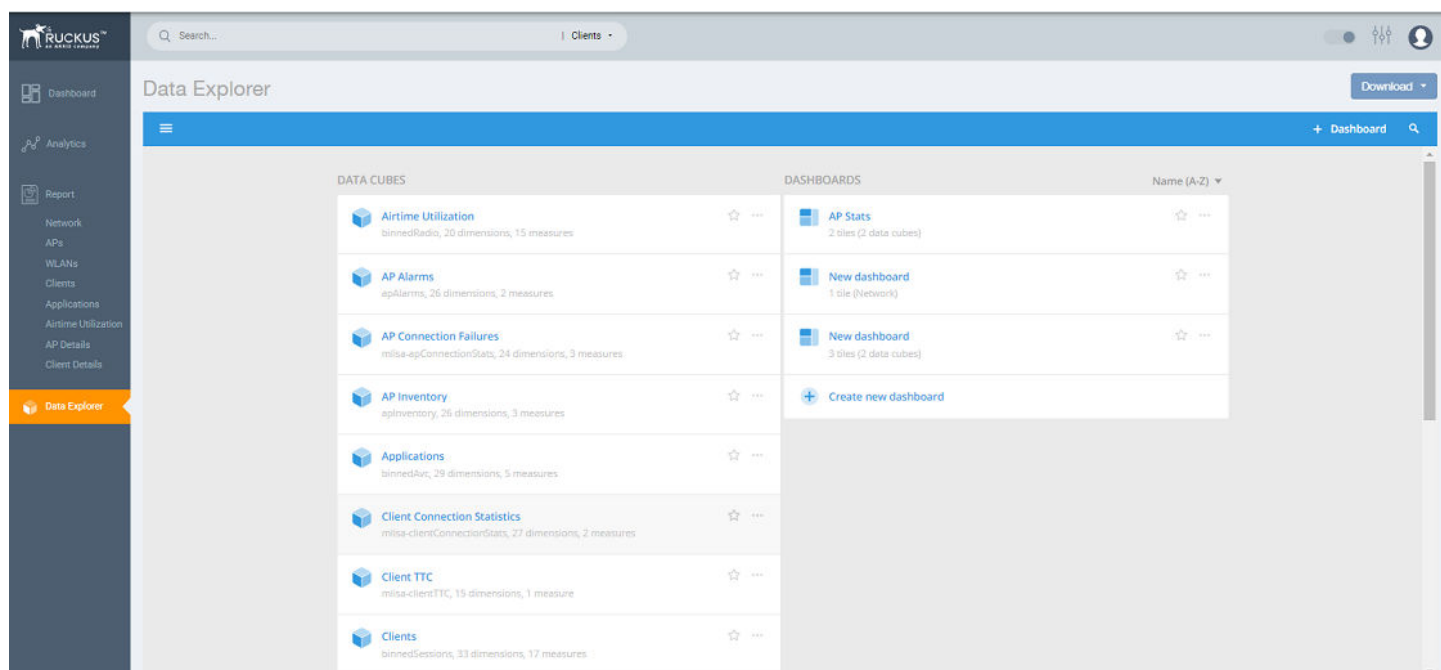 RUCKUS™
an ARRIS company
Search...
| Clients
Dashboard
Analytics
Report
Network
APs
WLANs
Clients
Applications
Airtime Utilization
AP Details
Client Details
Data Explorer
Data Explorer
Download
+ Dashboard
DATA CUBES
Airtime Utilization
binnedRadio, 20 dimensions, 15 measures
AP Alarms
apAlarms, 26 dimensions, 2 measures
AP Connection Failures
mlisa-apConnectionStats, 24 dimensions, 3 measures
AP Inventory
apInventory, 26 dimensions, 3 measures
Applications
binnedAvc, 29 dimensions, 5 measures
Client Connection Statistics
mlisa-clientConnectionStats, 27 dimensions, 2 measures
Client TTC
mlisa-clientTTC, 15 dimensions, 1 measure
Clients
binnedSessions, 33 dimensions, 17 measures
DASHBOARDS
Name (A-Z)
AP Stats
2 tiles (2 data cubes)
New dashboard
1 tile (Network)
New dashboard
3 tiles (2 data cubes)
Create new dashboard